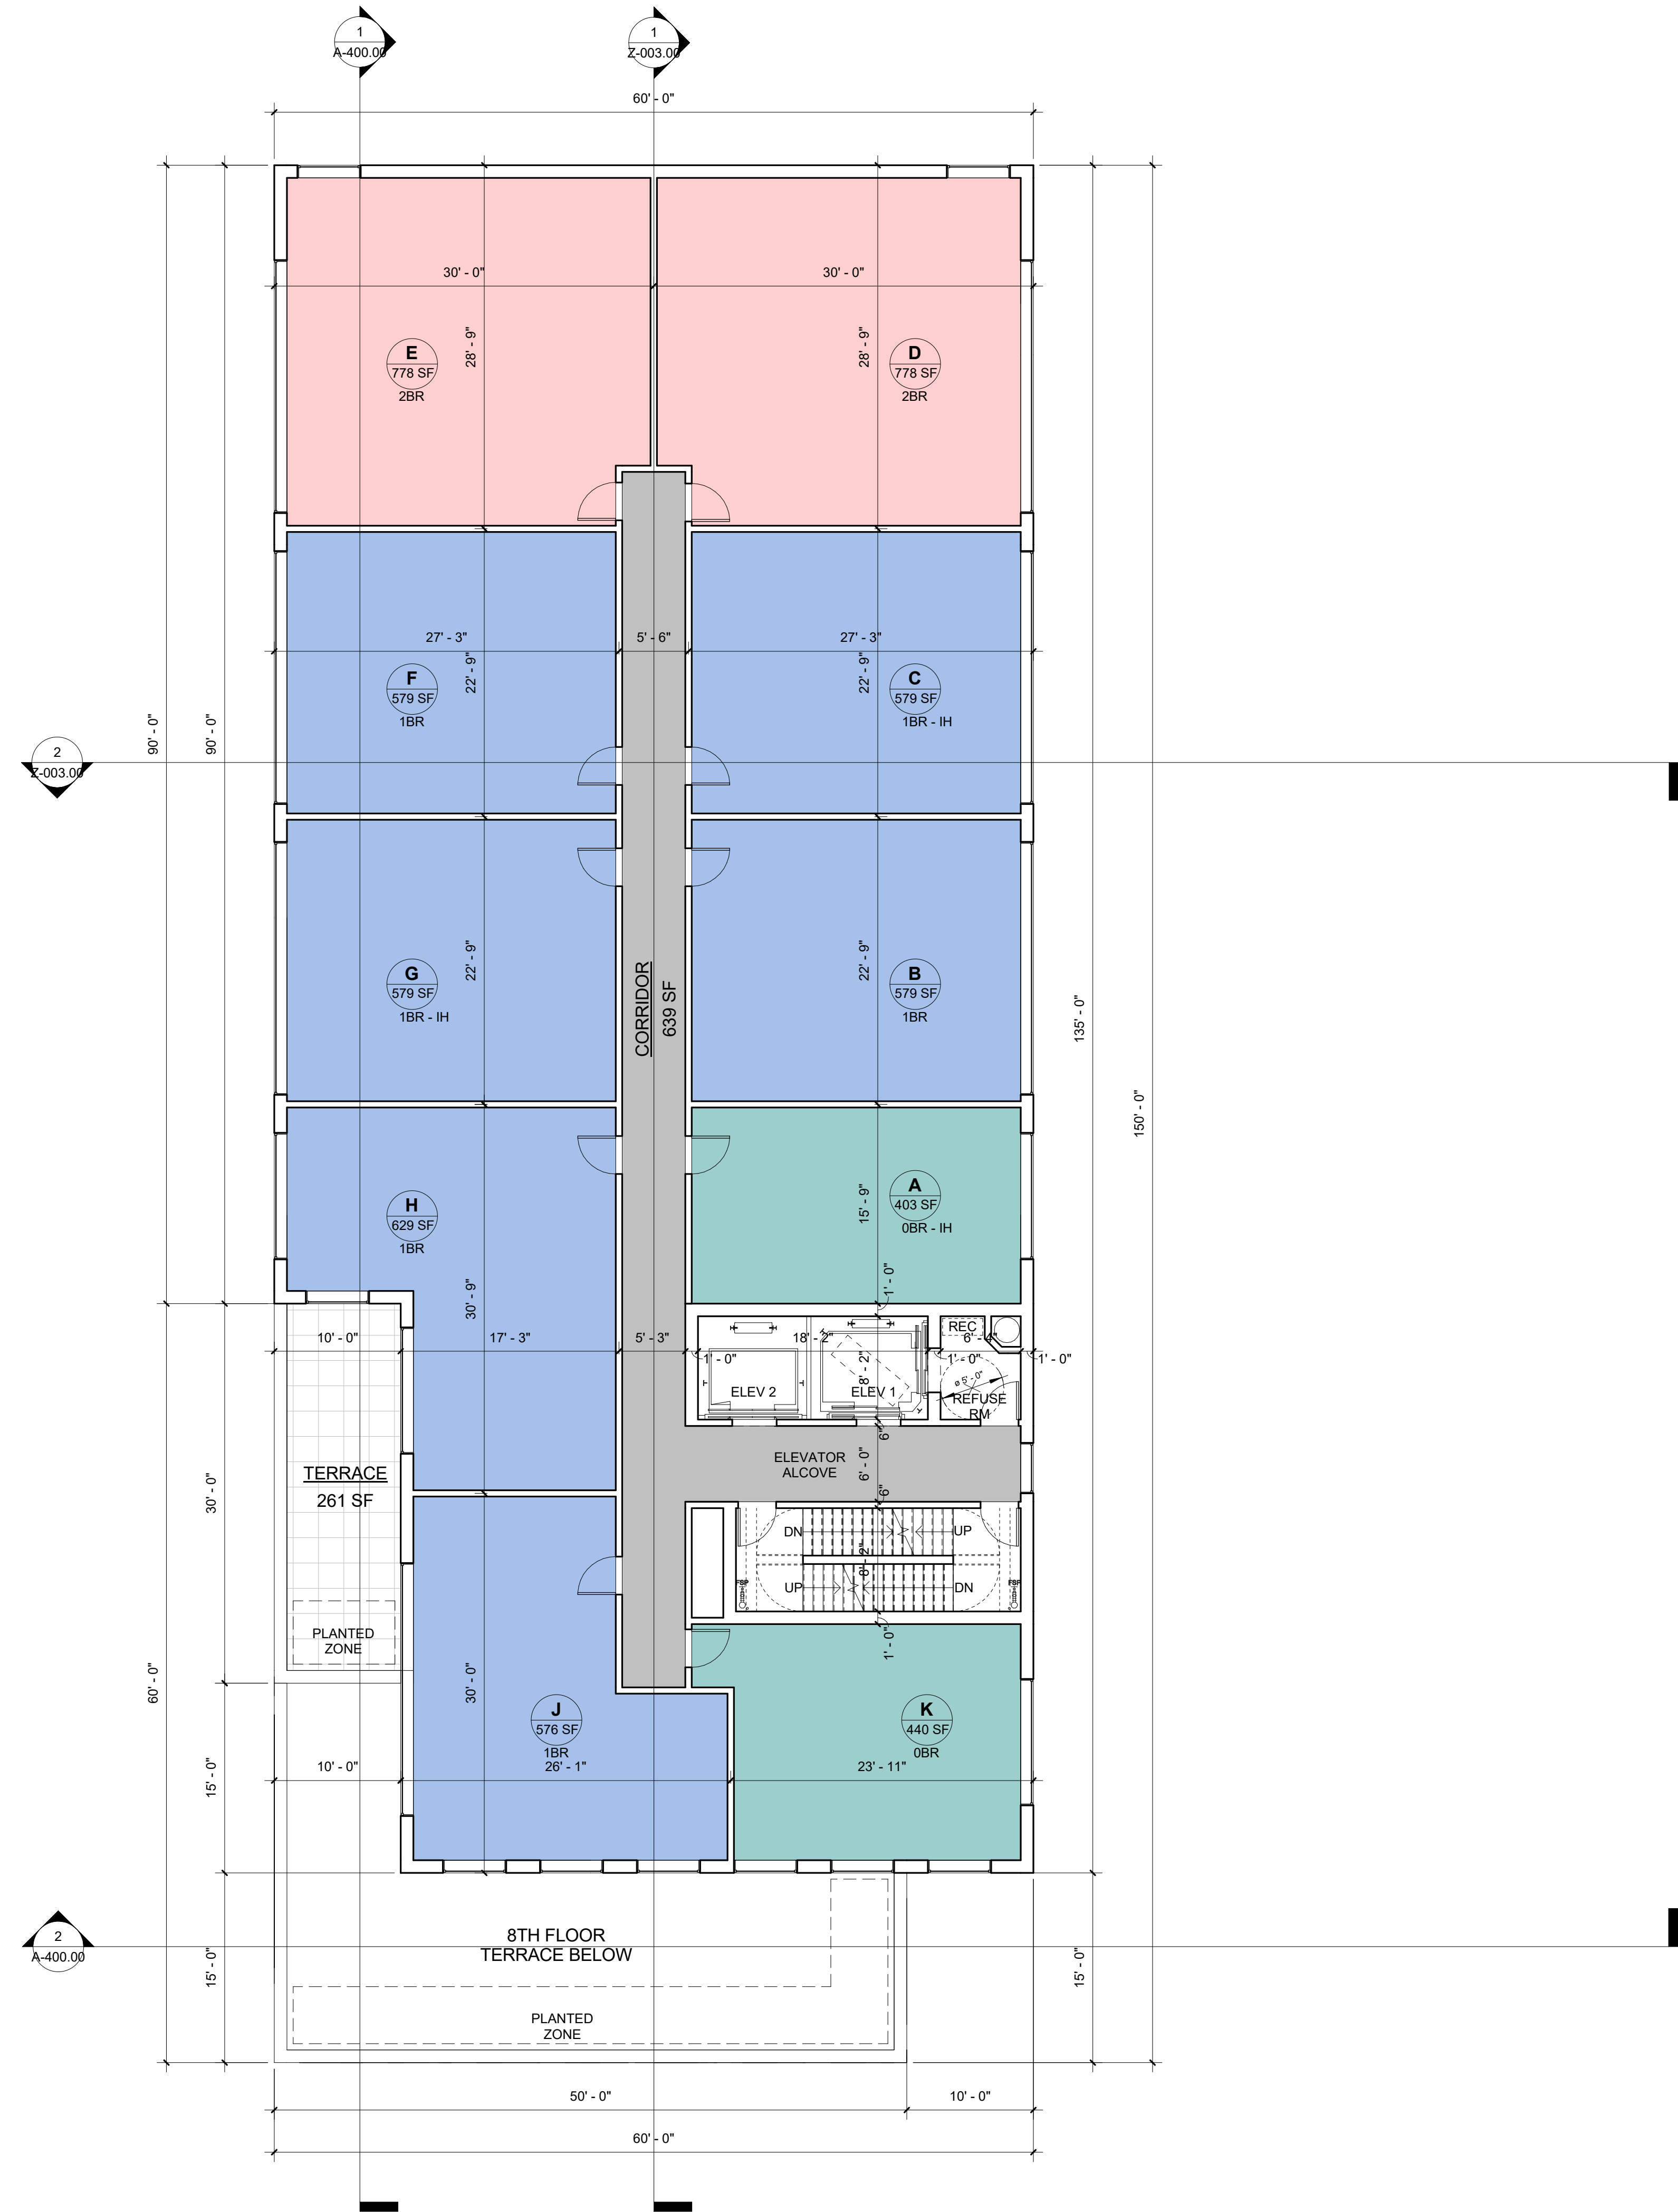 1
A-400.00
1
Z-003.00
60' - 0"
30' - 0"
30' - 0"
28' - 9"
28' - 9"
E
778 SF
2BR
D
778 SF
2BR
27' - 3"
5' - 6"
27' - 3"
22' - 9"
22' - 9"
F
579 SF
1BR
C
579 SF
1BR - IH
90' - 0"
90' - 0"
2
Z-003.00
22' - 9"
22' - 9"
G
579 SF
1BR - IH
B
579 SF
1BR
CORRIDOR
639 SF
135' - 0"
150' - 0"
H
629 SF
1BR
A
403 SF
0BR - IH
15' - 9"
1' - 0"
30' - 9"
10' - 0"
17' - 3"
5' - 3"
18' - 2"
REC
6' - 4"
1' - 0"
1' - 0"
1' - 0"
8' - 2"
ø 5' - 0"
ELEV 2
ELEV 1
REFUSE
RM
6"
ELEVATOR
ALCOVE
6' - 0"
6"
TERRACE
261 SF
30' - 0"
DN
UP
8' - 2"
UP
DN
FSP
FSP
PLANTED
ZONE
1' - 0"
60' - 0"
30' - 0"
J
576 SF
1BR
K
440 SF
0BR
15' - 0"
10' - 0"
26' - 1"
23' - 11"
2
A-400.00
8TH FLOOR
TERRACE BELOW
15' - 0"
15' - 0"
PLANTED
ZONE
50' - 0"
10' - 0"
60' - 0"